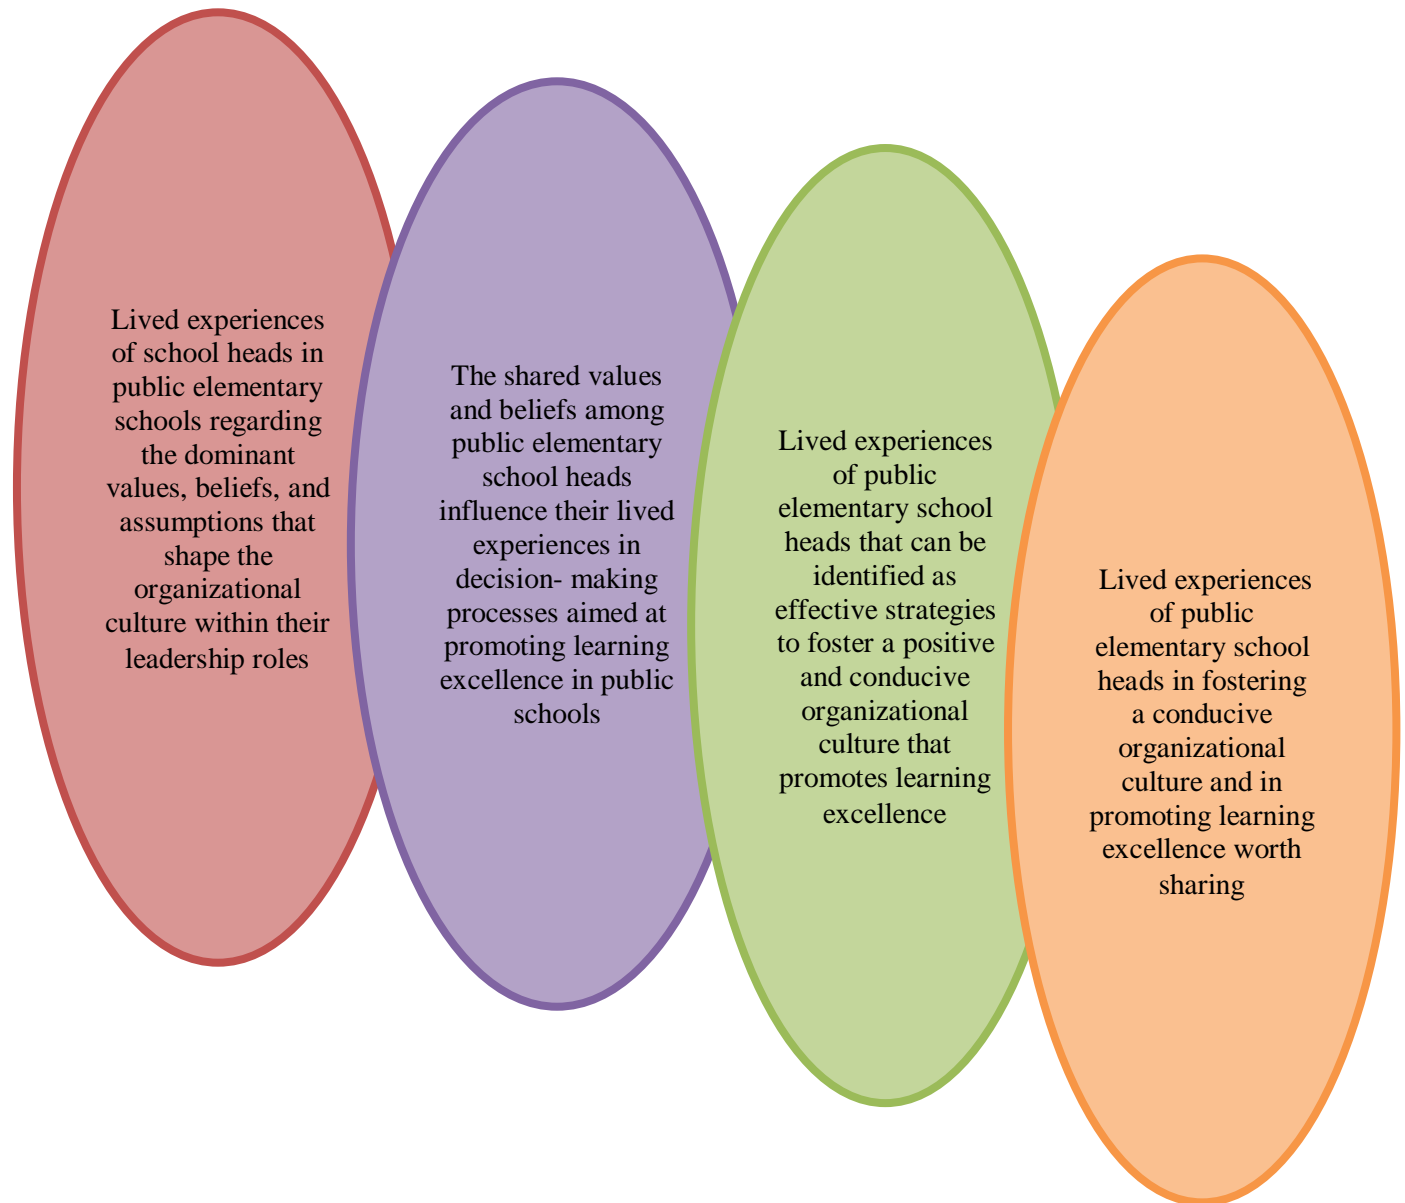 Lived experiences
of school heads in
public elementary
schools regarding
the dominant
values, beliefs, and
assumptions that
shape the
organizational
culture within their
leadership roles
The shared values
and beliefs among
public elementary
school heads
influence their lived
experiences in
decision- making
processes aimed at
promoting learning
excellence in public
schools
Lived experiences
of public
elementary school
heads that can be
identified as
effective strategies
to foster a positive
and conducive
organizational
culture that
promotes learning
excellence
Lived experiences
of public
elementary school
heads in fostering
a conducive
organizational
culture and in
promoting learning
excellence worth
sharing